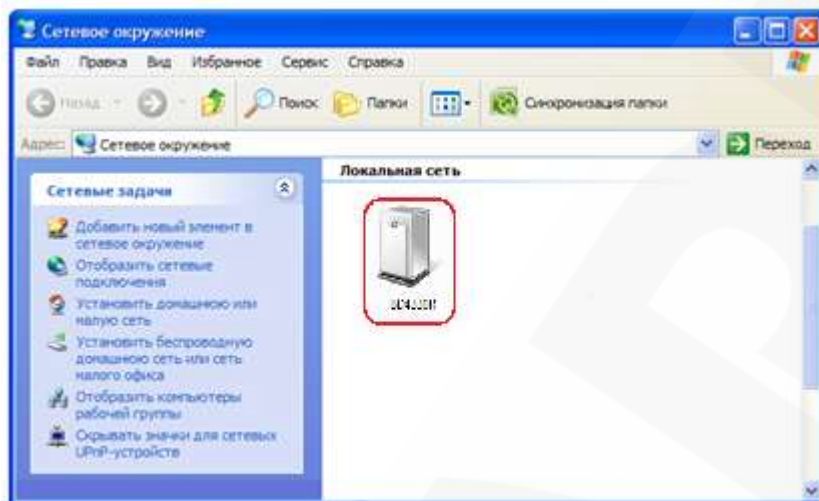 Сетевое окружение
Файл Правка Вид Избранное Сервис Справка
Назад Поиск Папки Синхронизация папки
Адрес: Сетевое окружение Переход
Локальная сеть
Сетевые задачи
Добавить новый элемент в
сетевое окружение
Отобразить сетевые
подключения
Установить домашнюю или
малую сеть
Установить беспроводную
домашнюю сеть или сеть
малого офиса
Отобразить компьютеры
рабочей группы
Скрывать значки для сетевых
UPnP-устройств